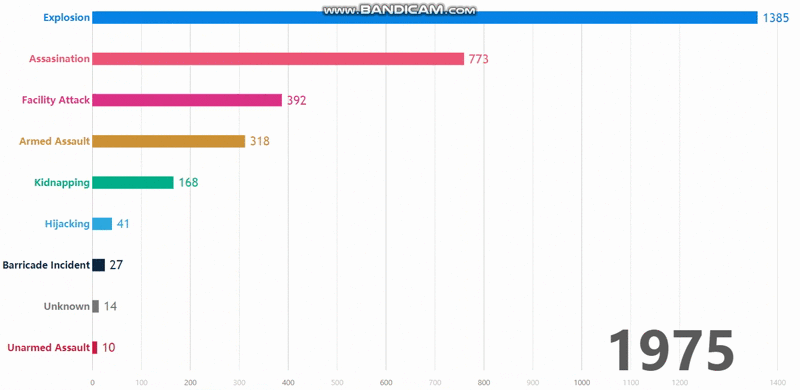 www.BANDICAM.com
Explosion 1385
Assasination 773
Facility Attack 392
Armed Assault 318
Kidnapping 168
Hijacking 41
Barricade Incident 27
Unknown 14
Unarmed Assault 10
1975
0 100 200 300 400 500 600 700 800 900 1000 1100 1200 1300 1400